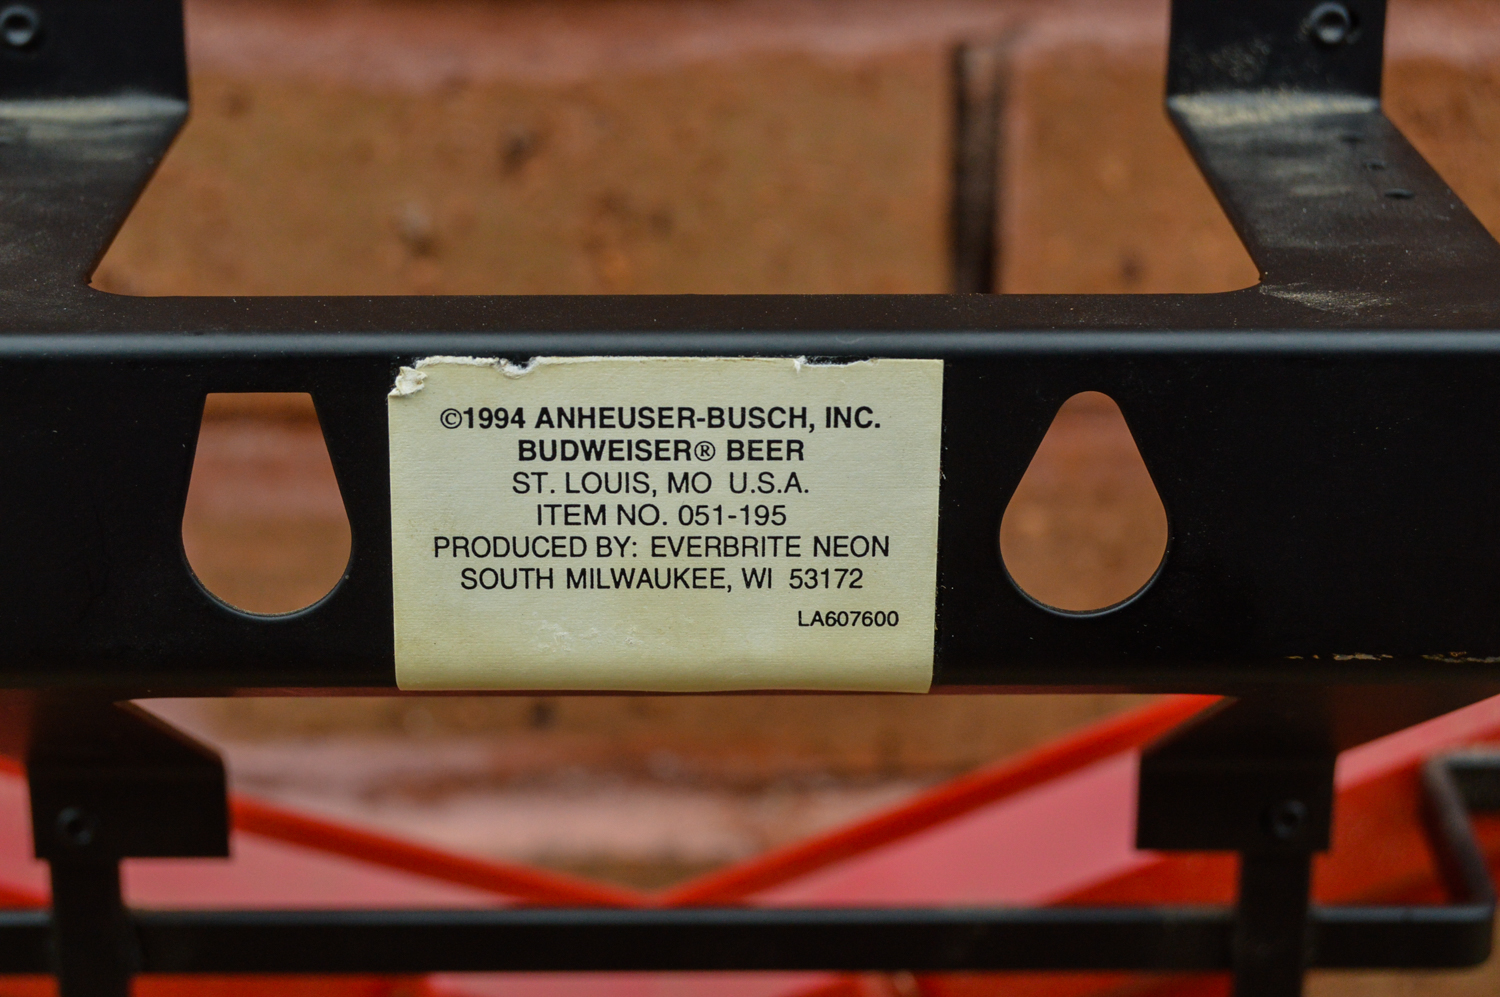 ©1994 ANHEUSER-BUSCH, INC.
BUDWEISER® BEER
ST. LOUIS, MO U.S.A.
ITEM NO. 051-195
PRODUCED BY: EVERBRITE NEON
SOUTH MILWAUKEE, WI 53172
LA607600